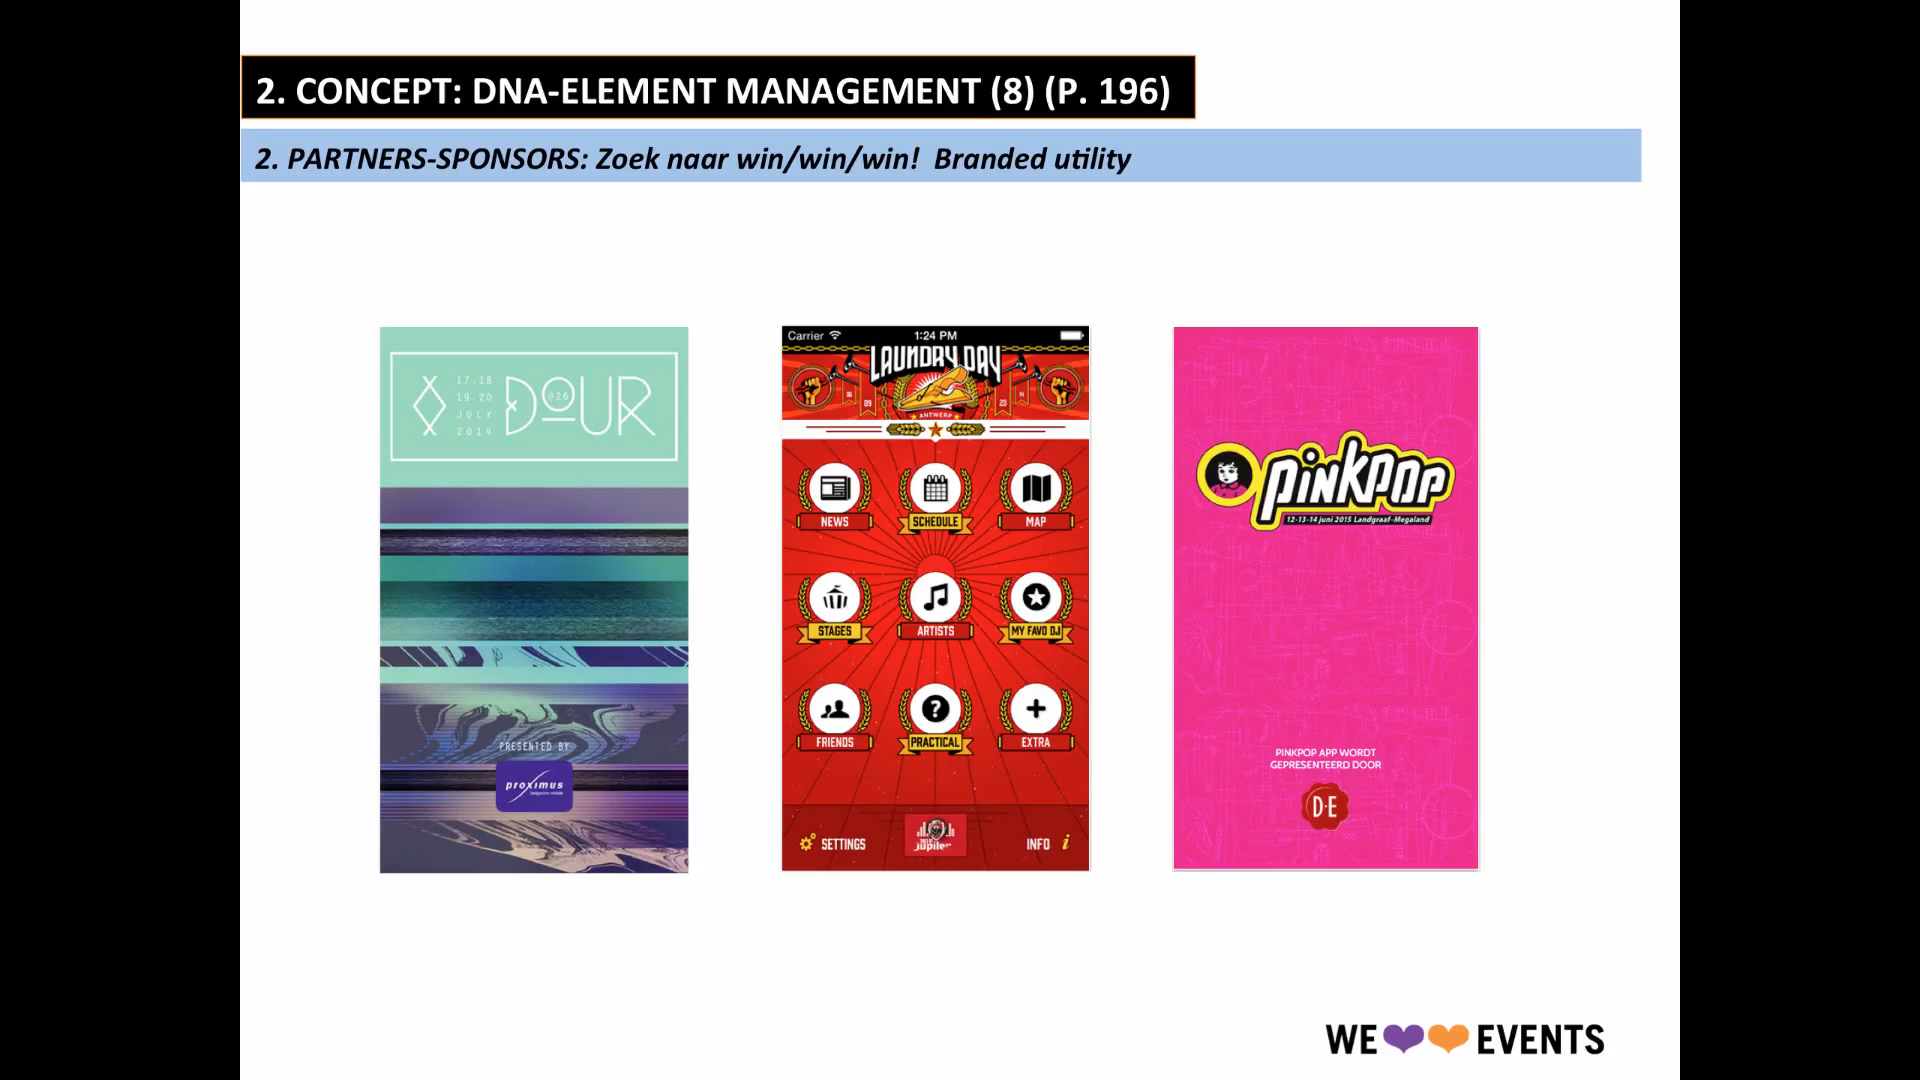 2. CONCEPT: DNA-ELEMENT MANAGEMENT (8) (P. 196)
2. PARTNERS-SPONSORS: Zoek naar win/win/win! Branded utility
17.18
19.20
JULY
2014
DOUR
@26
PRESENTED BY
proximus
Carrier
1:24 PM
LAUNDRY DAY
09
20
ANTWERP
NEWS
SCHEDULE
MAP
STAGES
ARTISTS
MY FAVO DJ
FRIENDS
PRACTICAL
EXTRA
SETTINGS
Jupiler
INFO i
PINKPOP
12-13-14 juni 2015 Landgraaf-Megaland
PINKPOP APP WORDT
GEPRESENTEERD DOOR
D·E
WE EVENTS